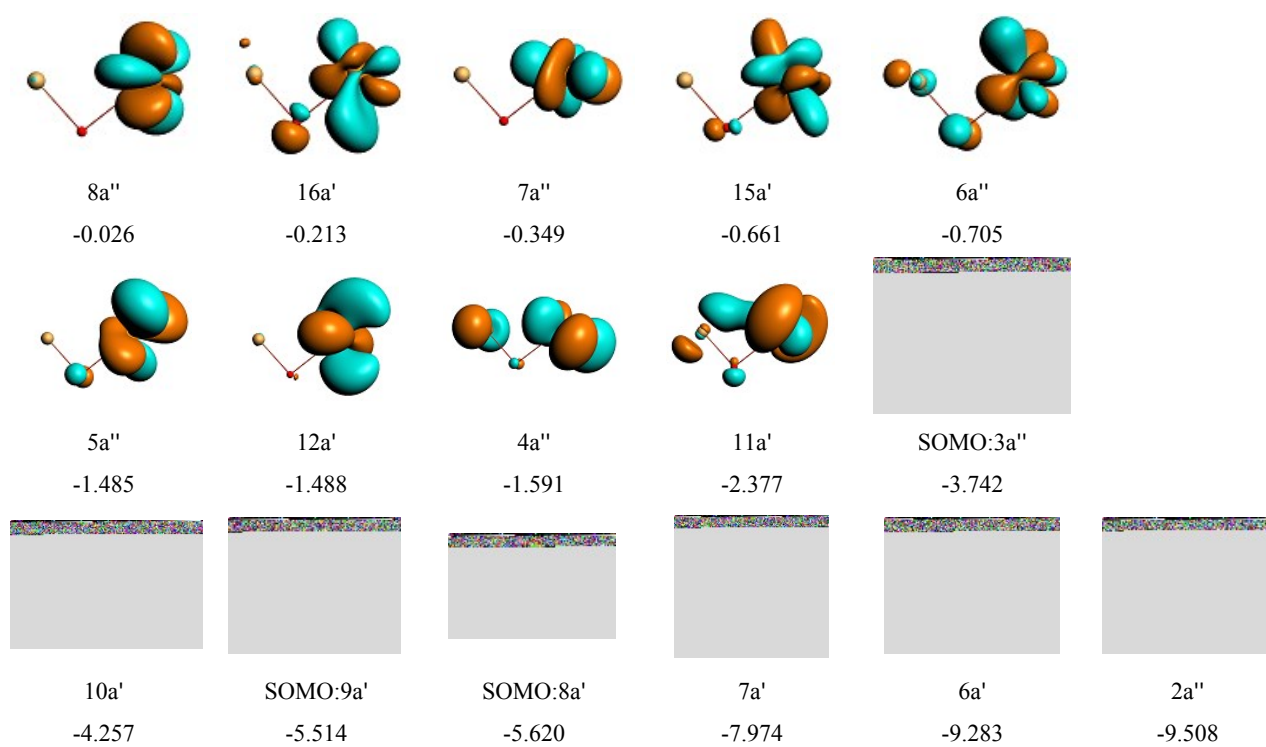 8a'' 16a' 7a'' 15a' 6a''
-0.026 -0.213 -0.349 -0.661 -0.705
5a'' 12a' 4a'' 11a' SOMO:3a''
-1.485 -1.488 -1.591 -2.377 -3.742
10a' SOMO:9a' SOMO:8a' 7a' 6a' 2a''
-4.257 -5.514 -5.620 -7.974 -9.283 -9.508